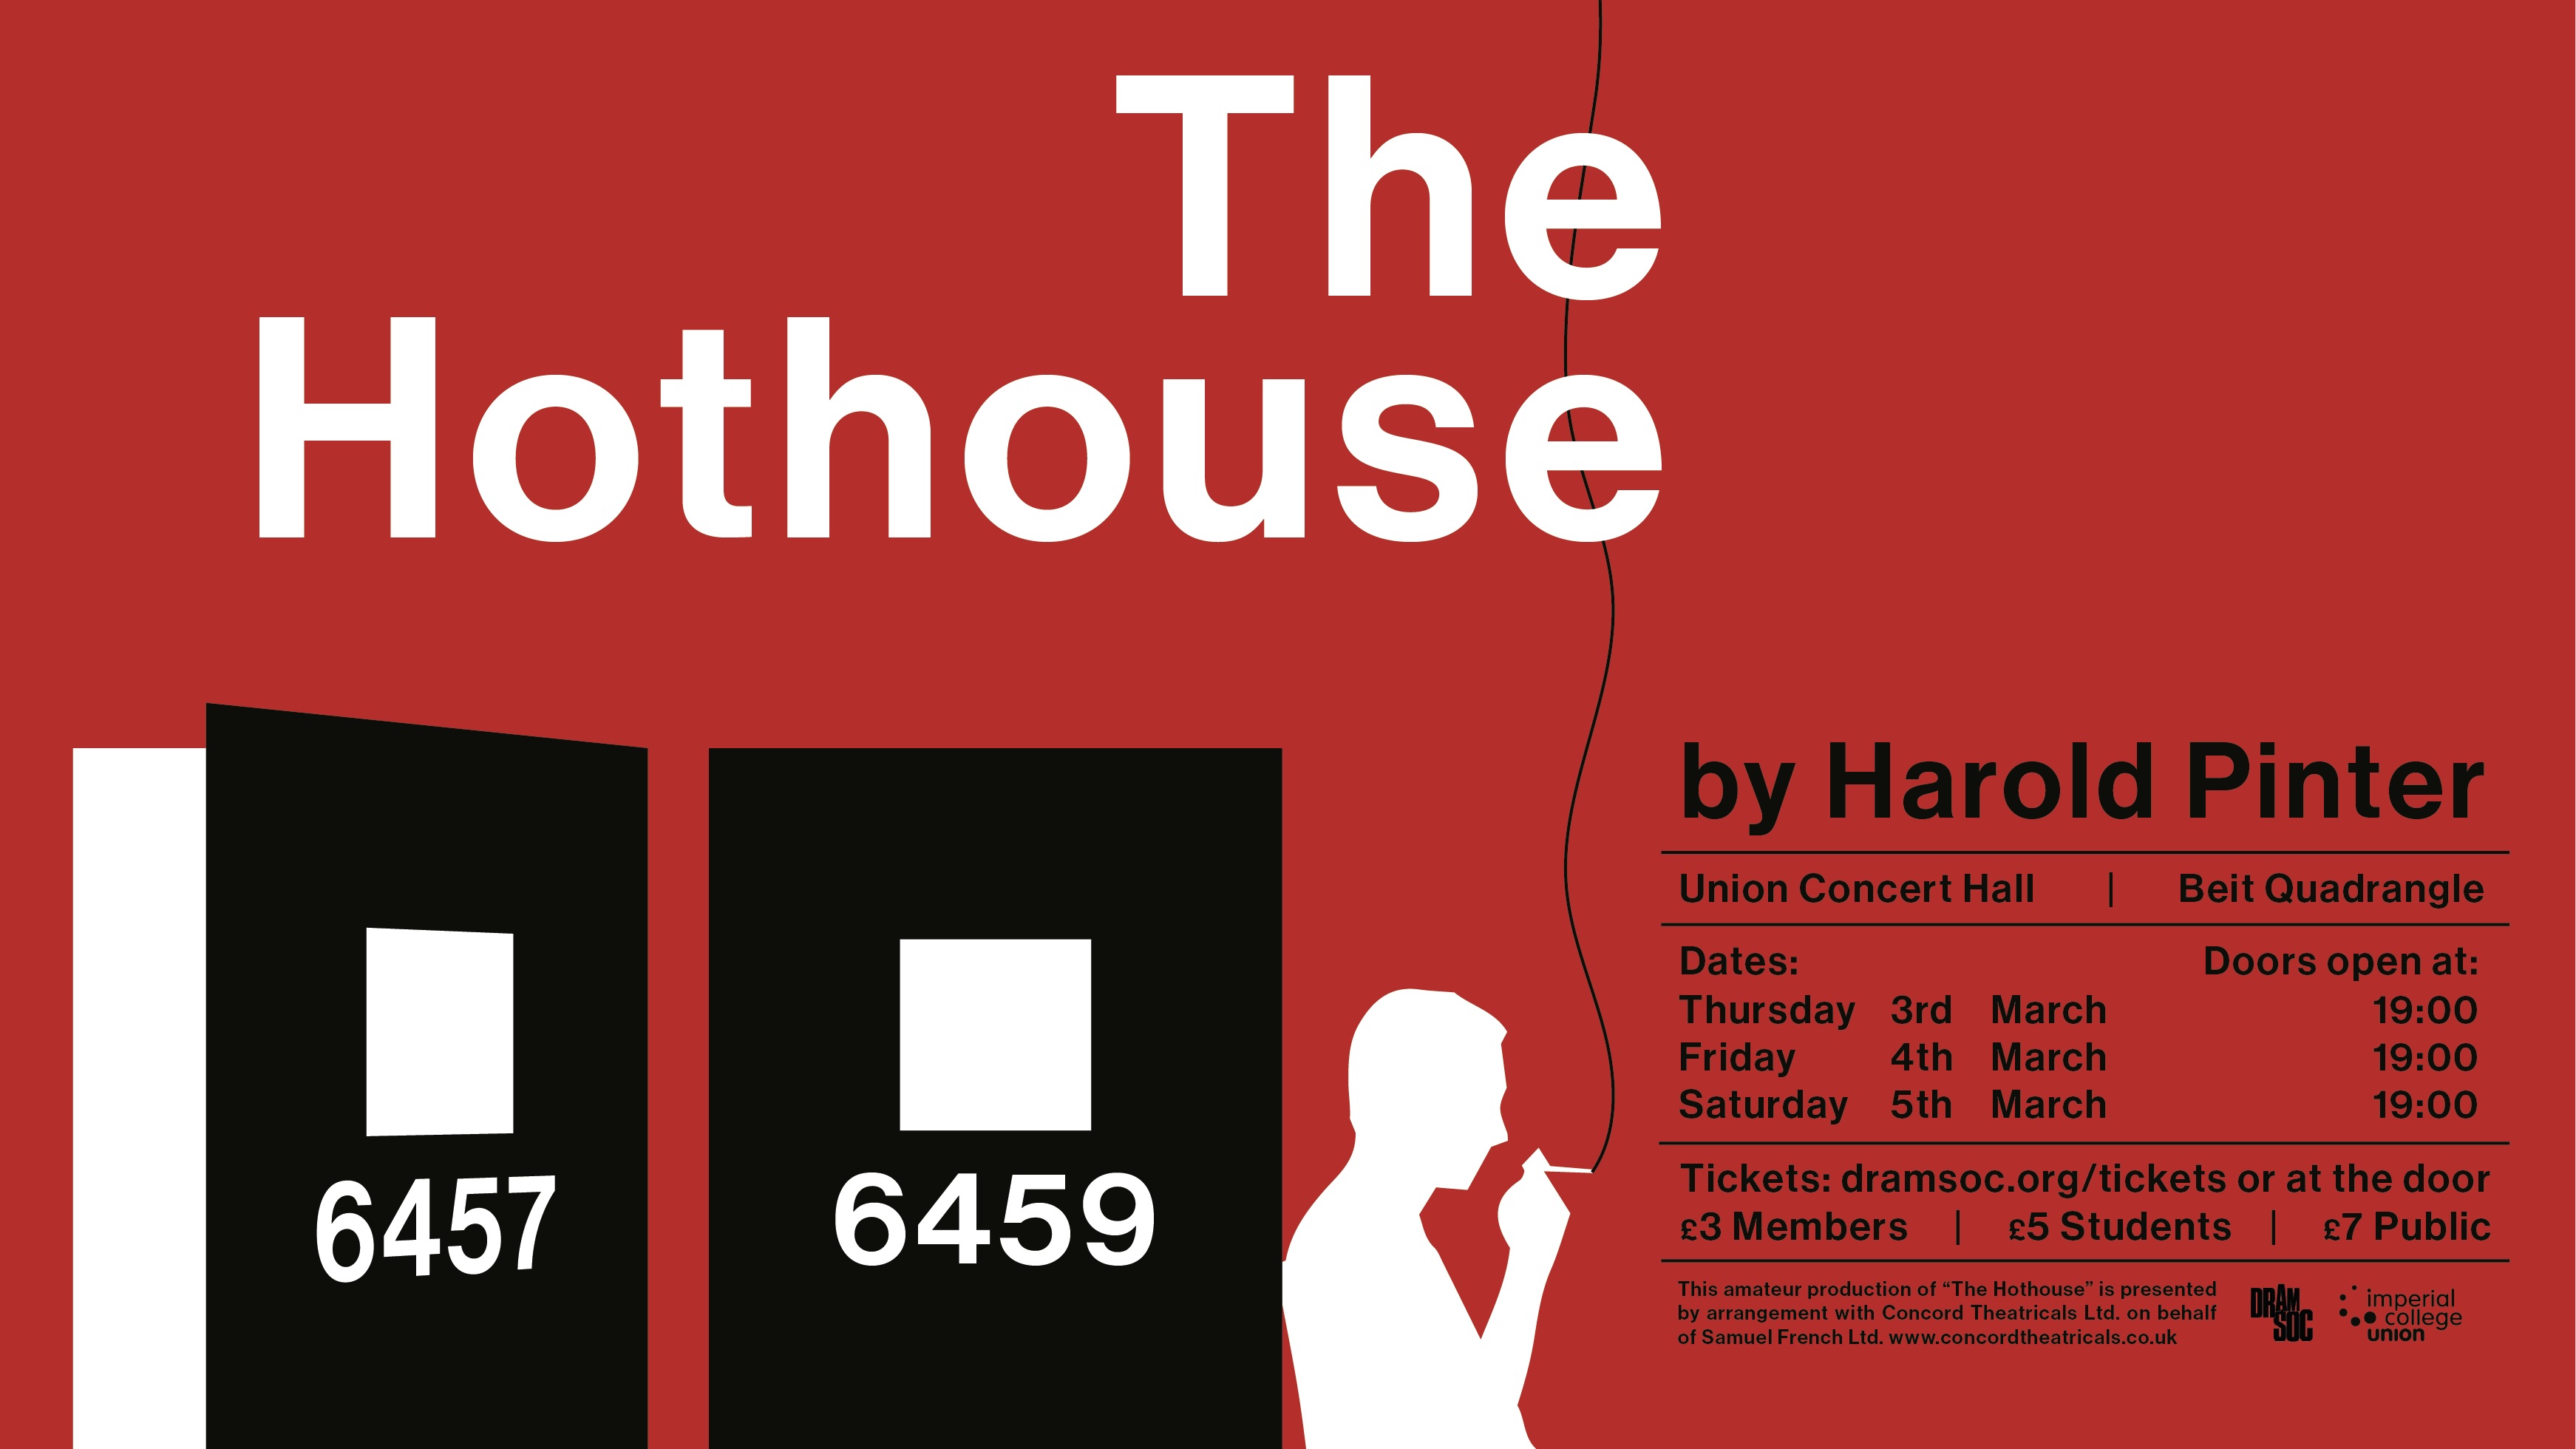 The
Hothouse
6457
6459
by Harold Pinter
Union Concert Hall | Beit Quadrangle
Dates: Doors open at:
Thursday 3rd March 19:00
Friday 4th March 19:00
Saturday 5th March 19:00
Tickets: dramsoc.org/tickets or at the door
£3 Members | £5 Students | £7 Public
This amateur production of “The Hothouse” is presented
by arrangement with Concord Theatricals Ltd. on behalf
of Samuel French Ltd. www.concordtheatricals.co.uk
DRAM
SOC
imperial
college
union